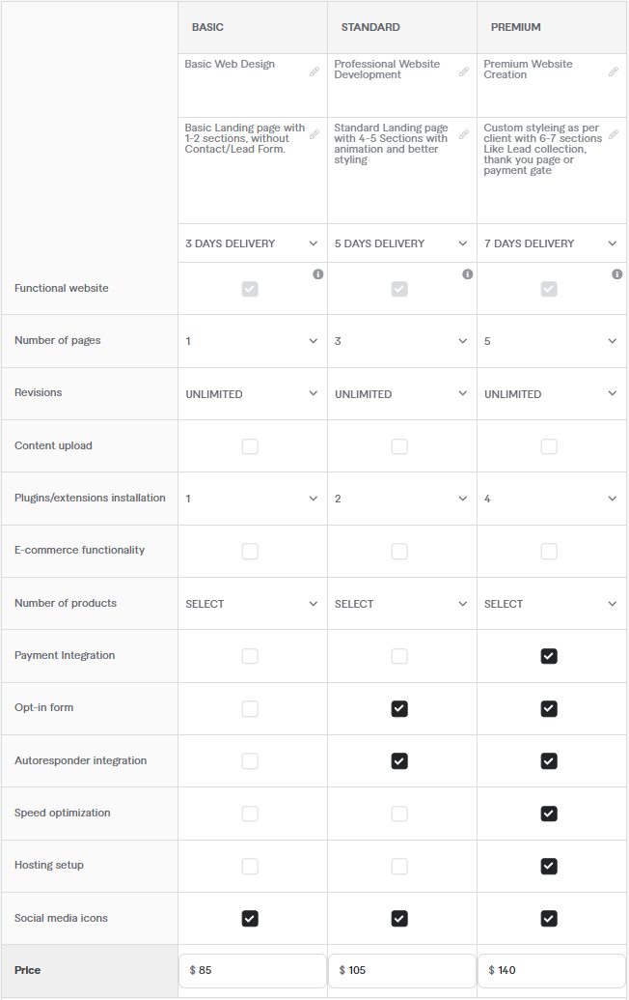 BASIC STANDARD PREMIUM
Basic Web Design
Professional Website
Development
Premium Website
Creation
Basic Landing page with
1-2 sections, without
Contact/Lead Form.
Standard Landing page
with 4-5 Sections with
animation and better
styling
Custom styleing as per
client with 6-7 sections
Like Lead collection,
thank you page or
payment gate
3 DAYS DELIVERY 5 DAYS DELIVERY 7 DAYS DELIVERY
Functional website
Number of pages 1 3 5
Revisions UNLIMITED UNLIMITED UNLIMITED
Content upload
Plugins/extensions installation 1 2 4
E-commerce functionality
Number of products SELECT SELECT SELECT
Payment Integration
Opt-in form
Autoresponder integration
Speed optimization
Hosting setup
Social media icons
Price $ 85 $ 105 $ 140